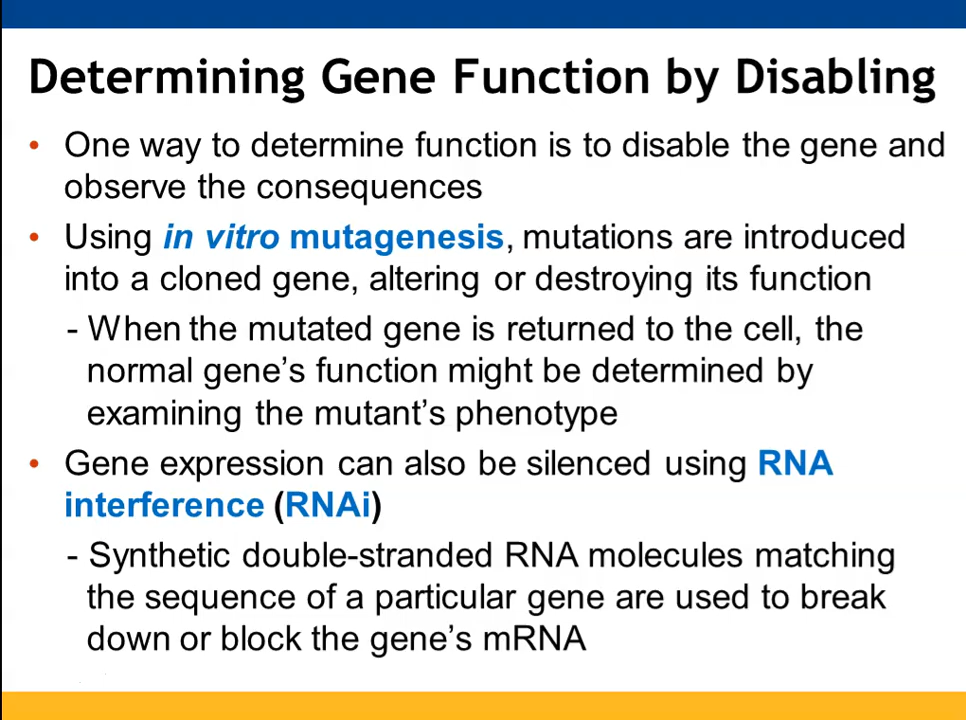 Determining Gene Function by Disabling
• One way to determine function is to disable the gene and
observe the consequences
• Using in vitro mutagenesis, mutations are introduced
into a cloned gene, altering or destroying its function
- When the mutated gene is returned to the cell, the
normal gene’s function might be determined by
examining the mutant’s phenotype
• Gene expression can also be silenced using RNA
interference (RNAi)
- Synthetic double-stranded RNA molecules matching
the sequence of a particular gene are used to break
down or block the gene’s mRNA